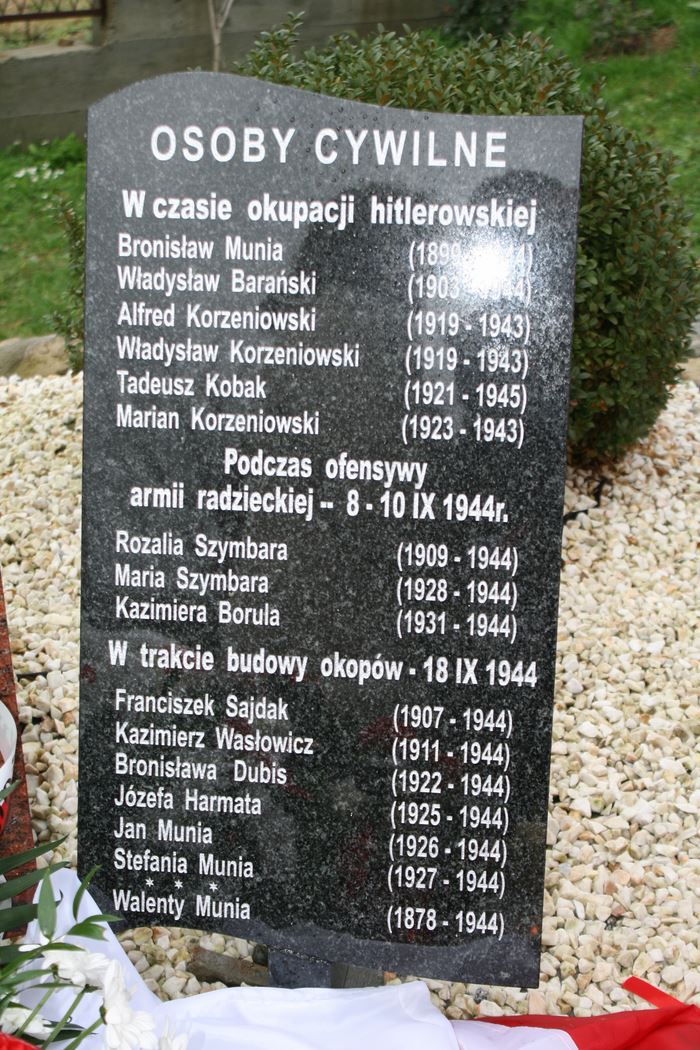 OSOBY CYWILNE
W czasie okupacji hitlerowskiej
Bronisław Munia (1899 - 1944)
Władysław Barański (1903 - 1944)
Alfred Korzeniowski (1919 - 1943)
Władysław Korzeniowski (1919 - 1943)
Tadeusz Kobak (1921 - 1945)
Marian Korzeniowski (1923 - 1943)
Podczas ofensywy
armii radzieckiej -- 8 - 10 IX 1944r.
Rozalia Szymbara (1909 - 1944)
Maria Szymbara (1928 - 1944)
Kazimiera Borula (1931 - 1944)
W trakcie budowy okopów - 18 IX 1944
Franciszek Sajdak (1907 - 1944)
Kazimierz Wasłowicz (1911 - 1944)
Bronisława Dubis (1922 - 1944)
Józefa Harmata (1925 - 1944)
Jan Munia (1926 - 1944)
Stefania Munia (1927 - 1944)
* * *
Walenty Munia (1878 - 1944)